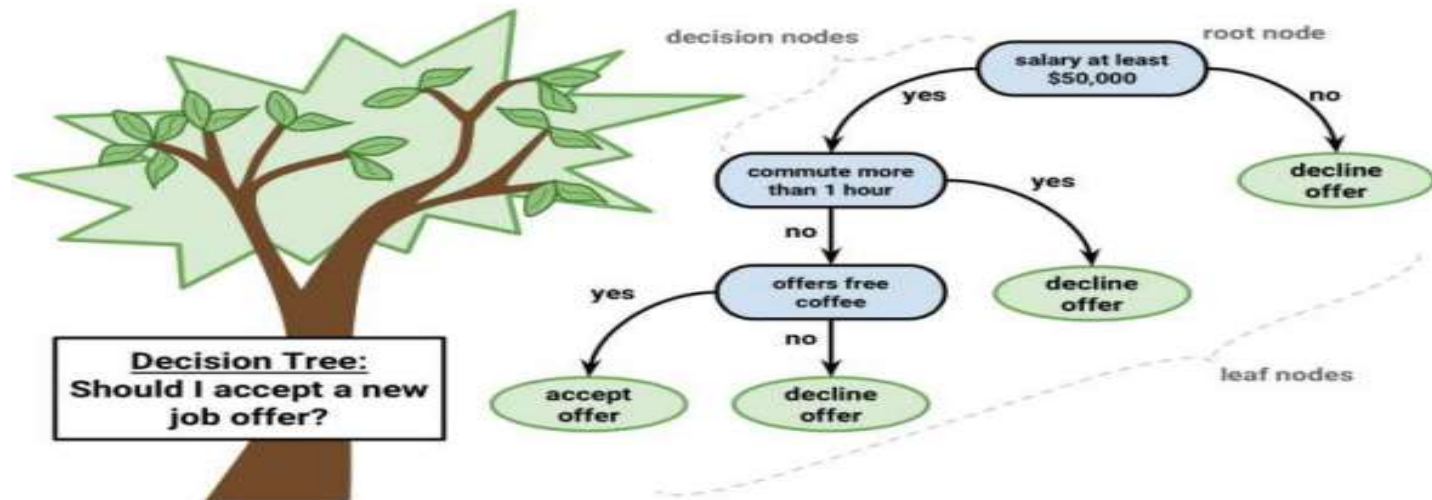 decision nodes
root node
salary at least
$50,000
yes
no
commute more
than 1 hour
yes
decline
offer
no
offers free
coffee
decline
offer
yes
no
Decision Tree:
Should I accept a new
job offer?
accept
offer
decline
offer
leaf nodes